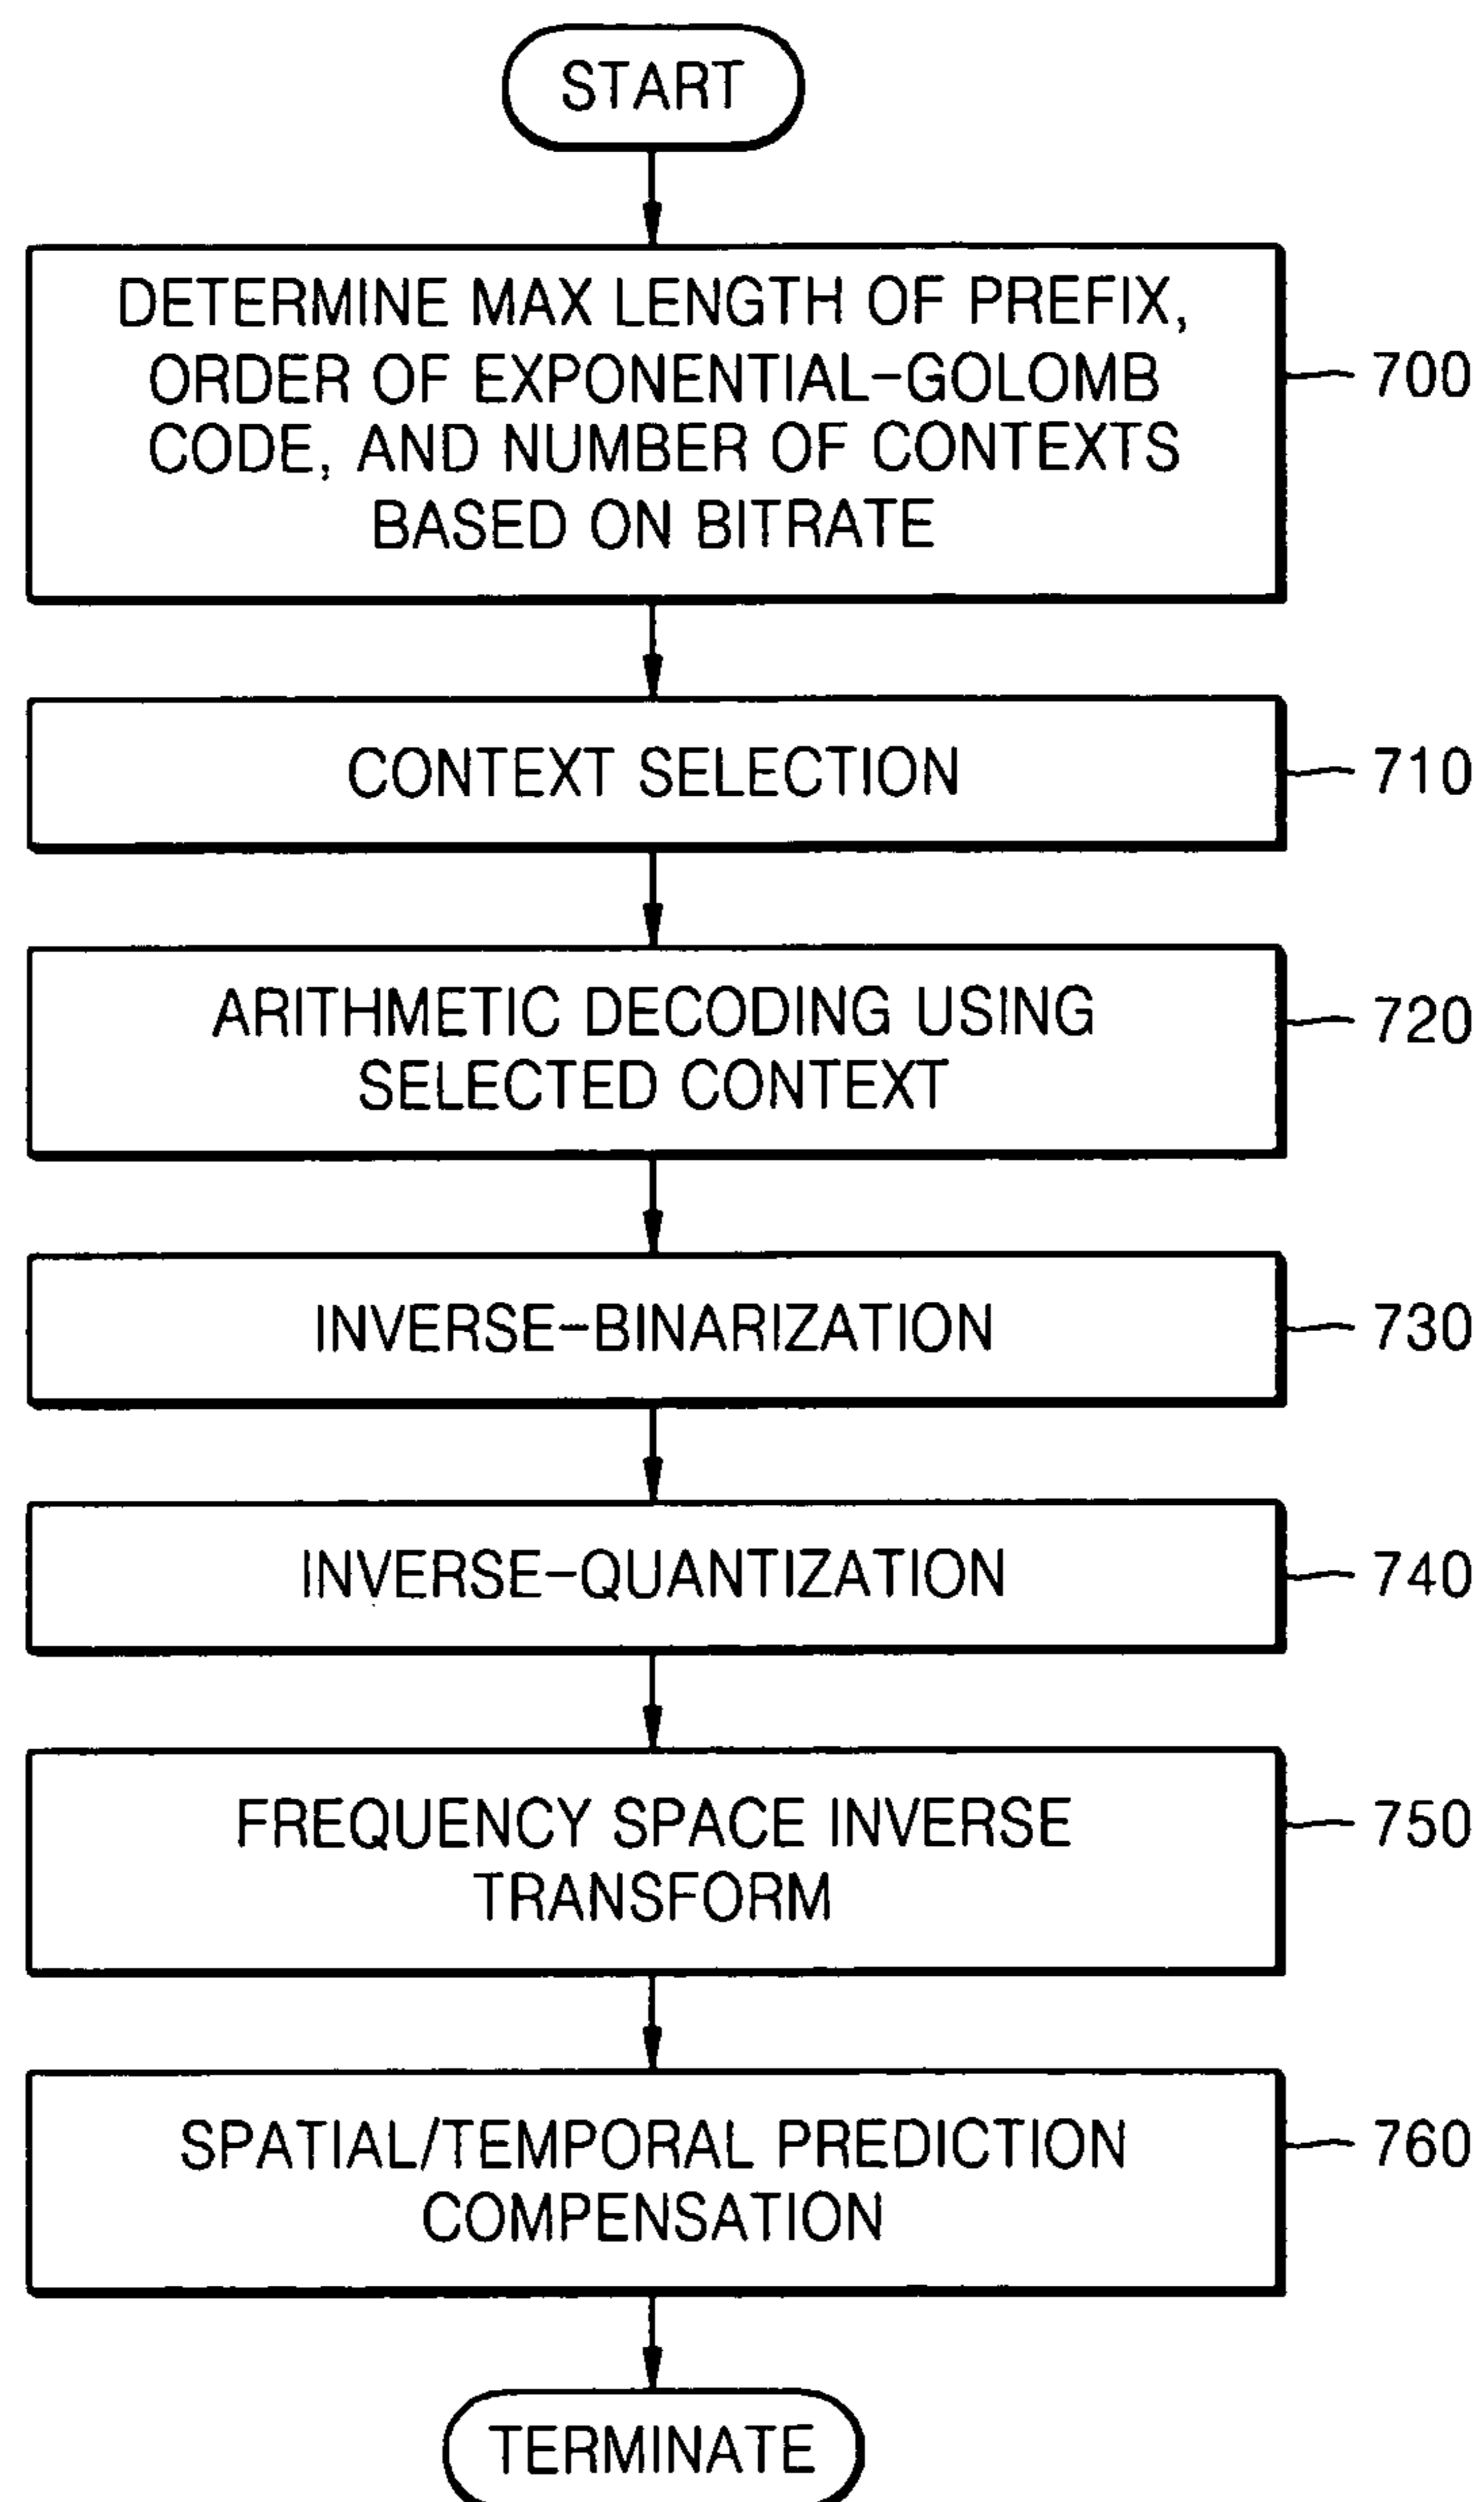 START
DETERMINE MAX LENGTH OF PREFIX,
ORDER OF EXPONENTIAL-GOLOMB
CODE, AND NUMBER OF CONTEXTS
BASED ON BITRATE
700
CONTEXT SELECTION
710
ARITHMETIC DECODING USING
SELECTED CONTEXT
720
INVERSE-BINARIZATION
730
INVERSE-QUANTIZATION
740
FREQUENCY SPACE INVERSE
TRANSFORM
750
SPATIAL/TEMPORAL PREDICTION
COMPENSATION
760
TERMINATE